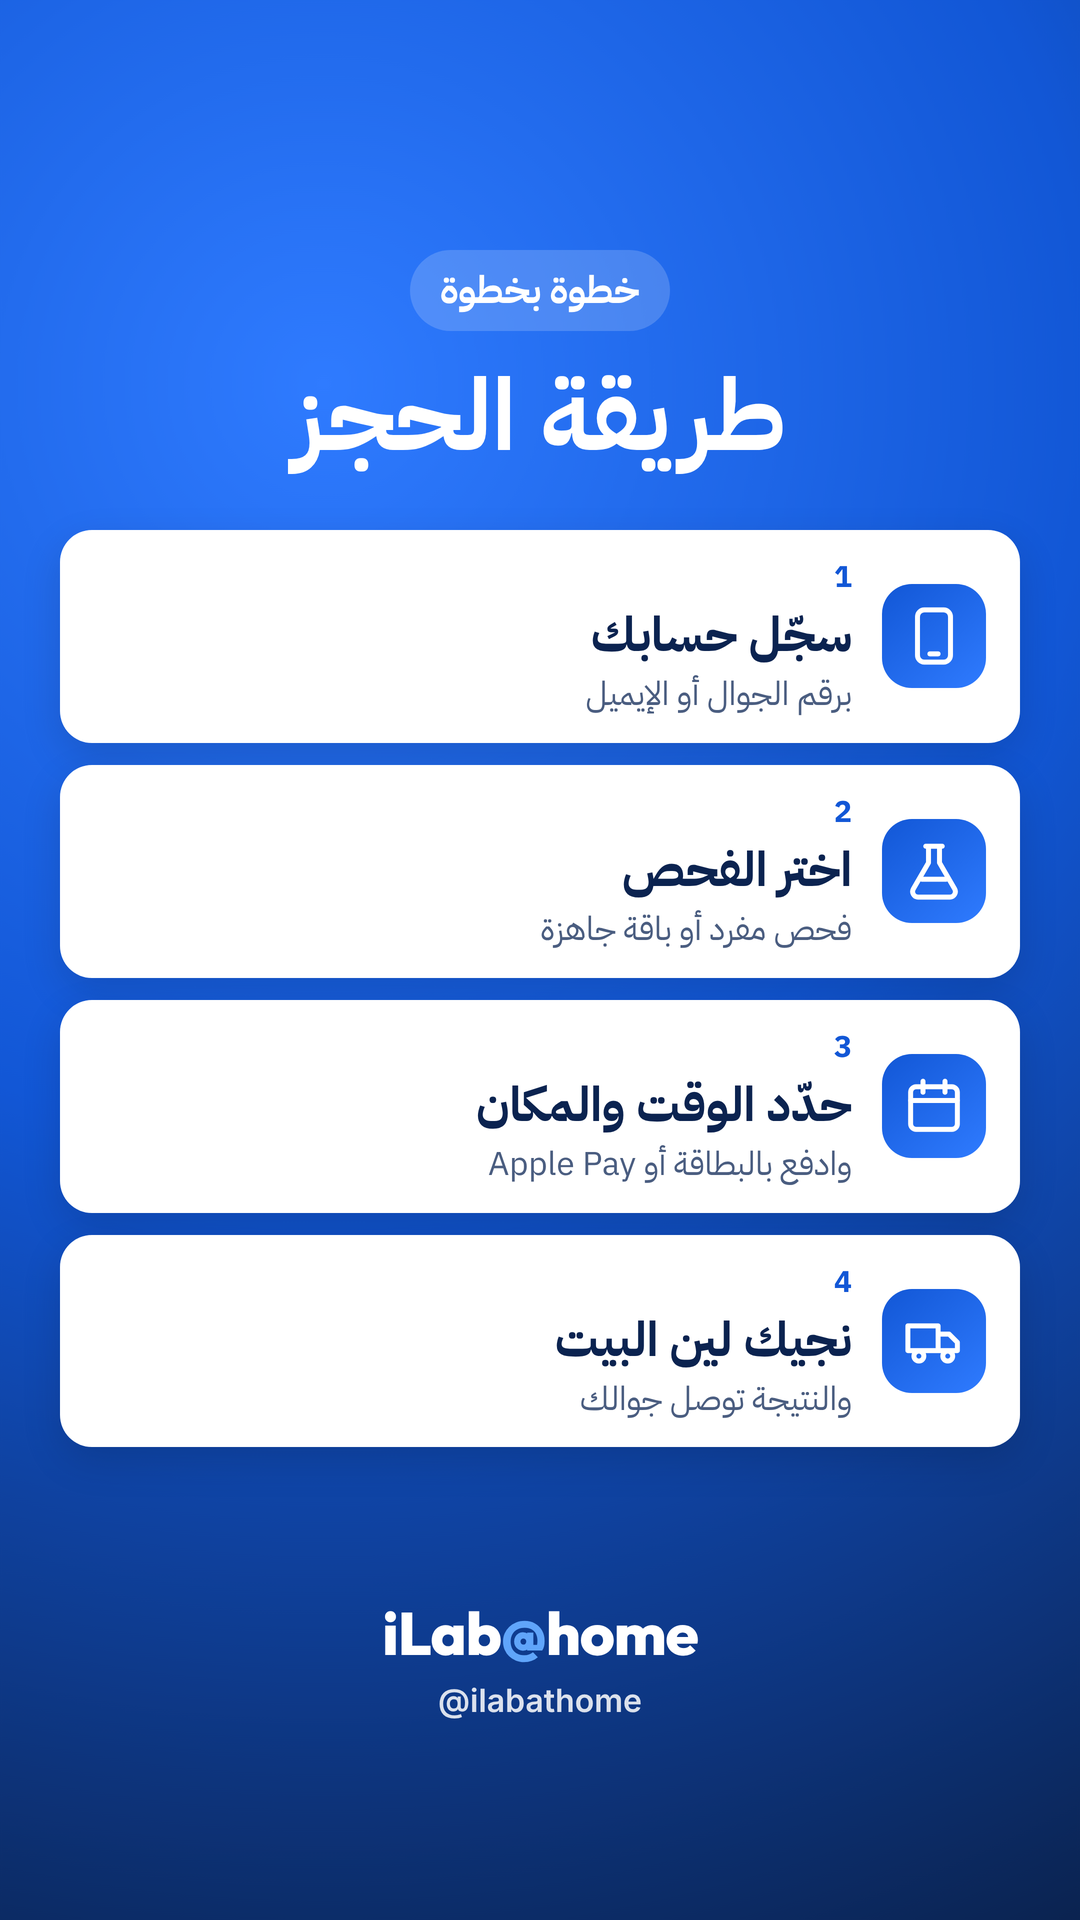 خطوة بخطوة
طريقة الحجز
1
سجّل حسابك
برقم الجوال أو الإيميل
2
اختر الفحص
فحص مفرد أو باقة جاهزة
3
حدّد الوقت والمكان
وادفع بالبطاقة أو Apple Pay
4
نجيك لين البيت
والنتيجة توصل جوالك
iLab@home
@ilabathome